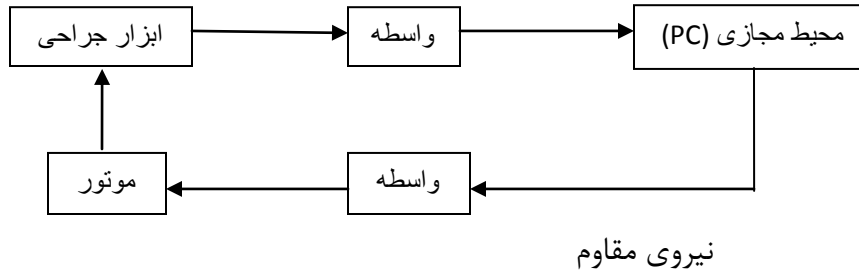 محیط مجازی (PC)
واسطه
ابزار جراحی
واسطه
موتور
نیروی مقاوم